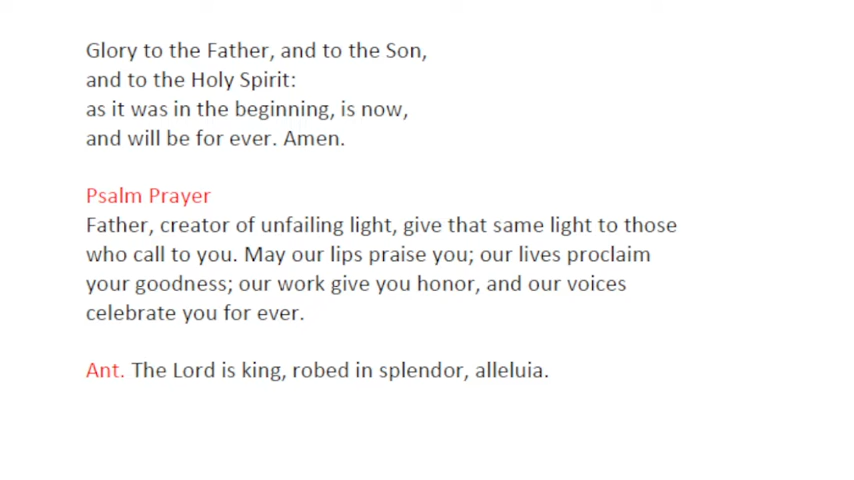 Glory to the Father, and to the Son,
and to the Holy Spirit:
as it was in the beginning, is now,
and will be for ever. Amen.
Psalm Prayer
Father, creator of unfailing light, give that same light to those
who call to you. May our lips praise you; our lives proclaim
your goodness; our work give you honor, and our voices
celebrate you for ever.
Ant. The Lord is king, robed in splendor, alleluia.